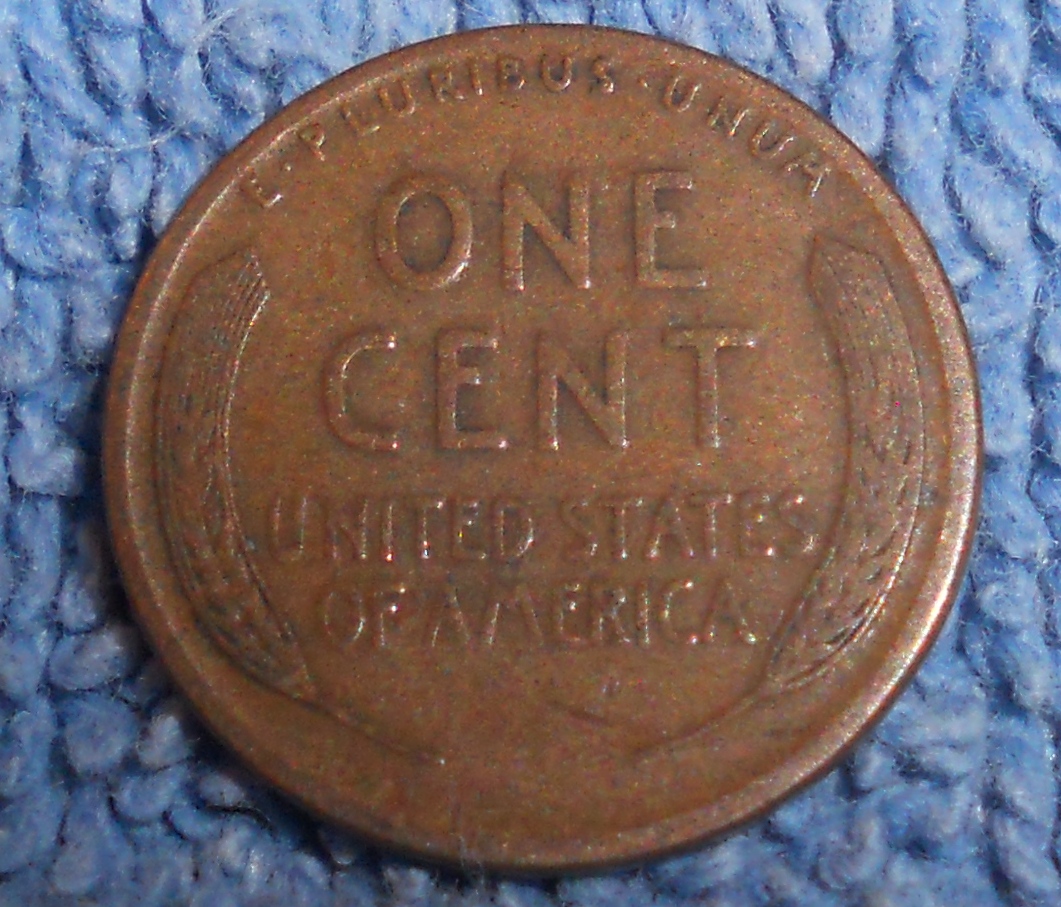 E·PLURIBUS·UNUM
ONE
CENT
UNITED STATES
OF AMERICA